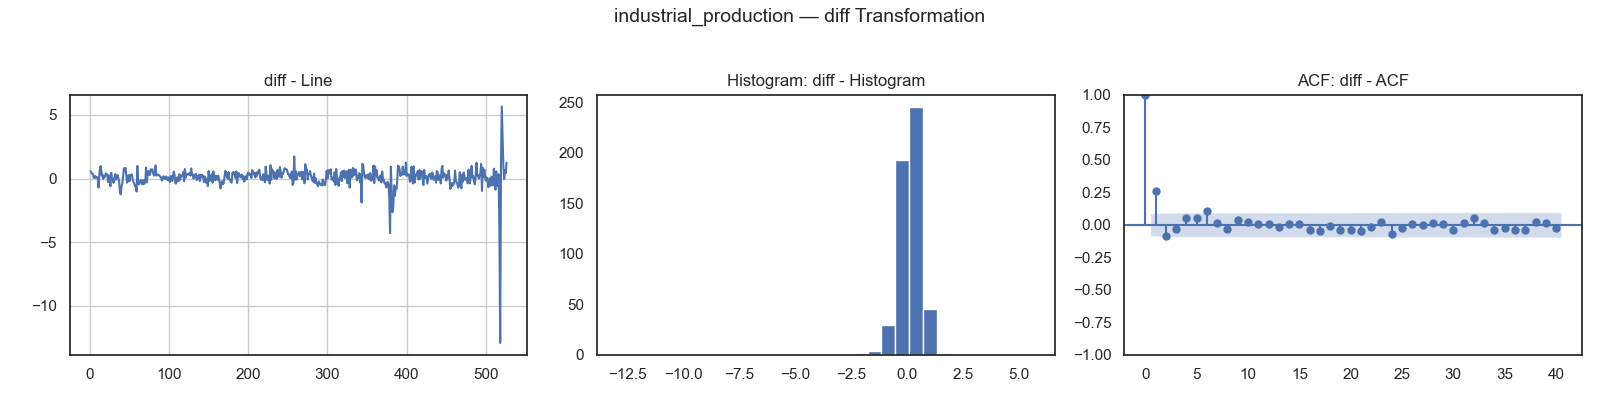 industrial_production — diff Transformation
diff - Line
5
0
−5
−10
0 100 200 300 400 500
Histogram: diff - Histogram
250
200
150
100
50
0
−12.5 −10.0 −7.5 −5.0 −2.5 0.0 2.5 5.0
ACF: diff - ACF
1.00
0.75
0.50
0.25
0.00
−0.25
−0.50
−0.75
−1.00
0 5 10 15 20 25 30 35 40